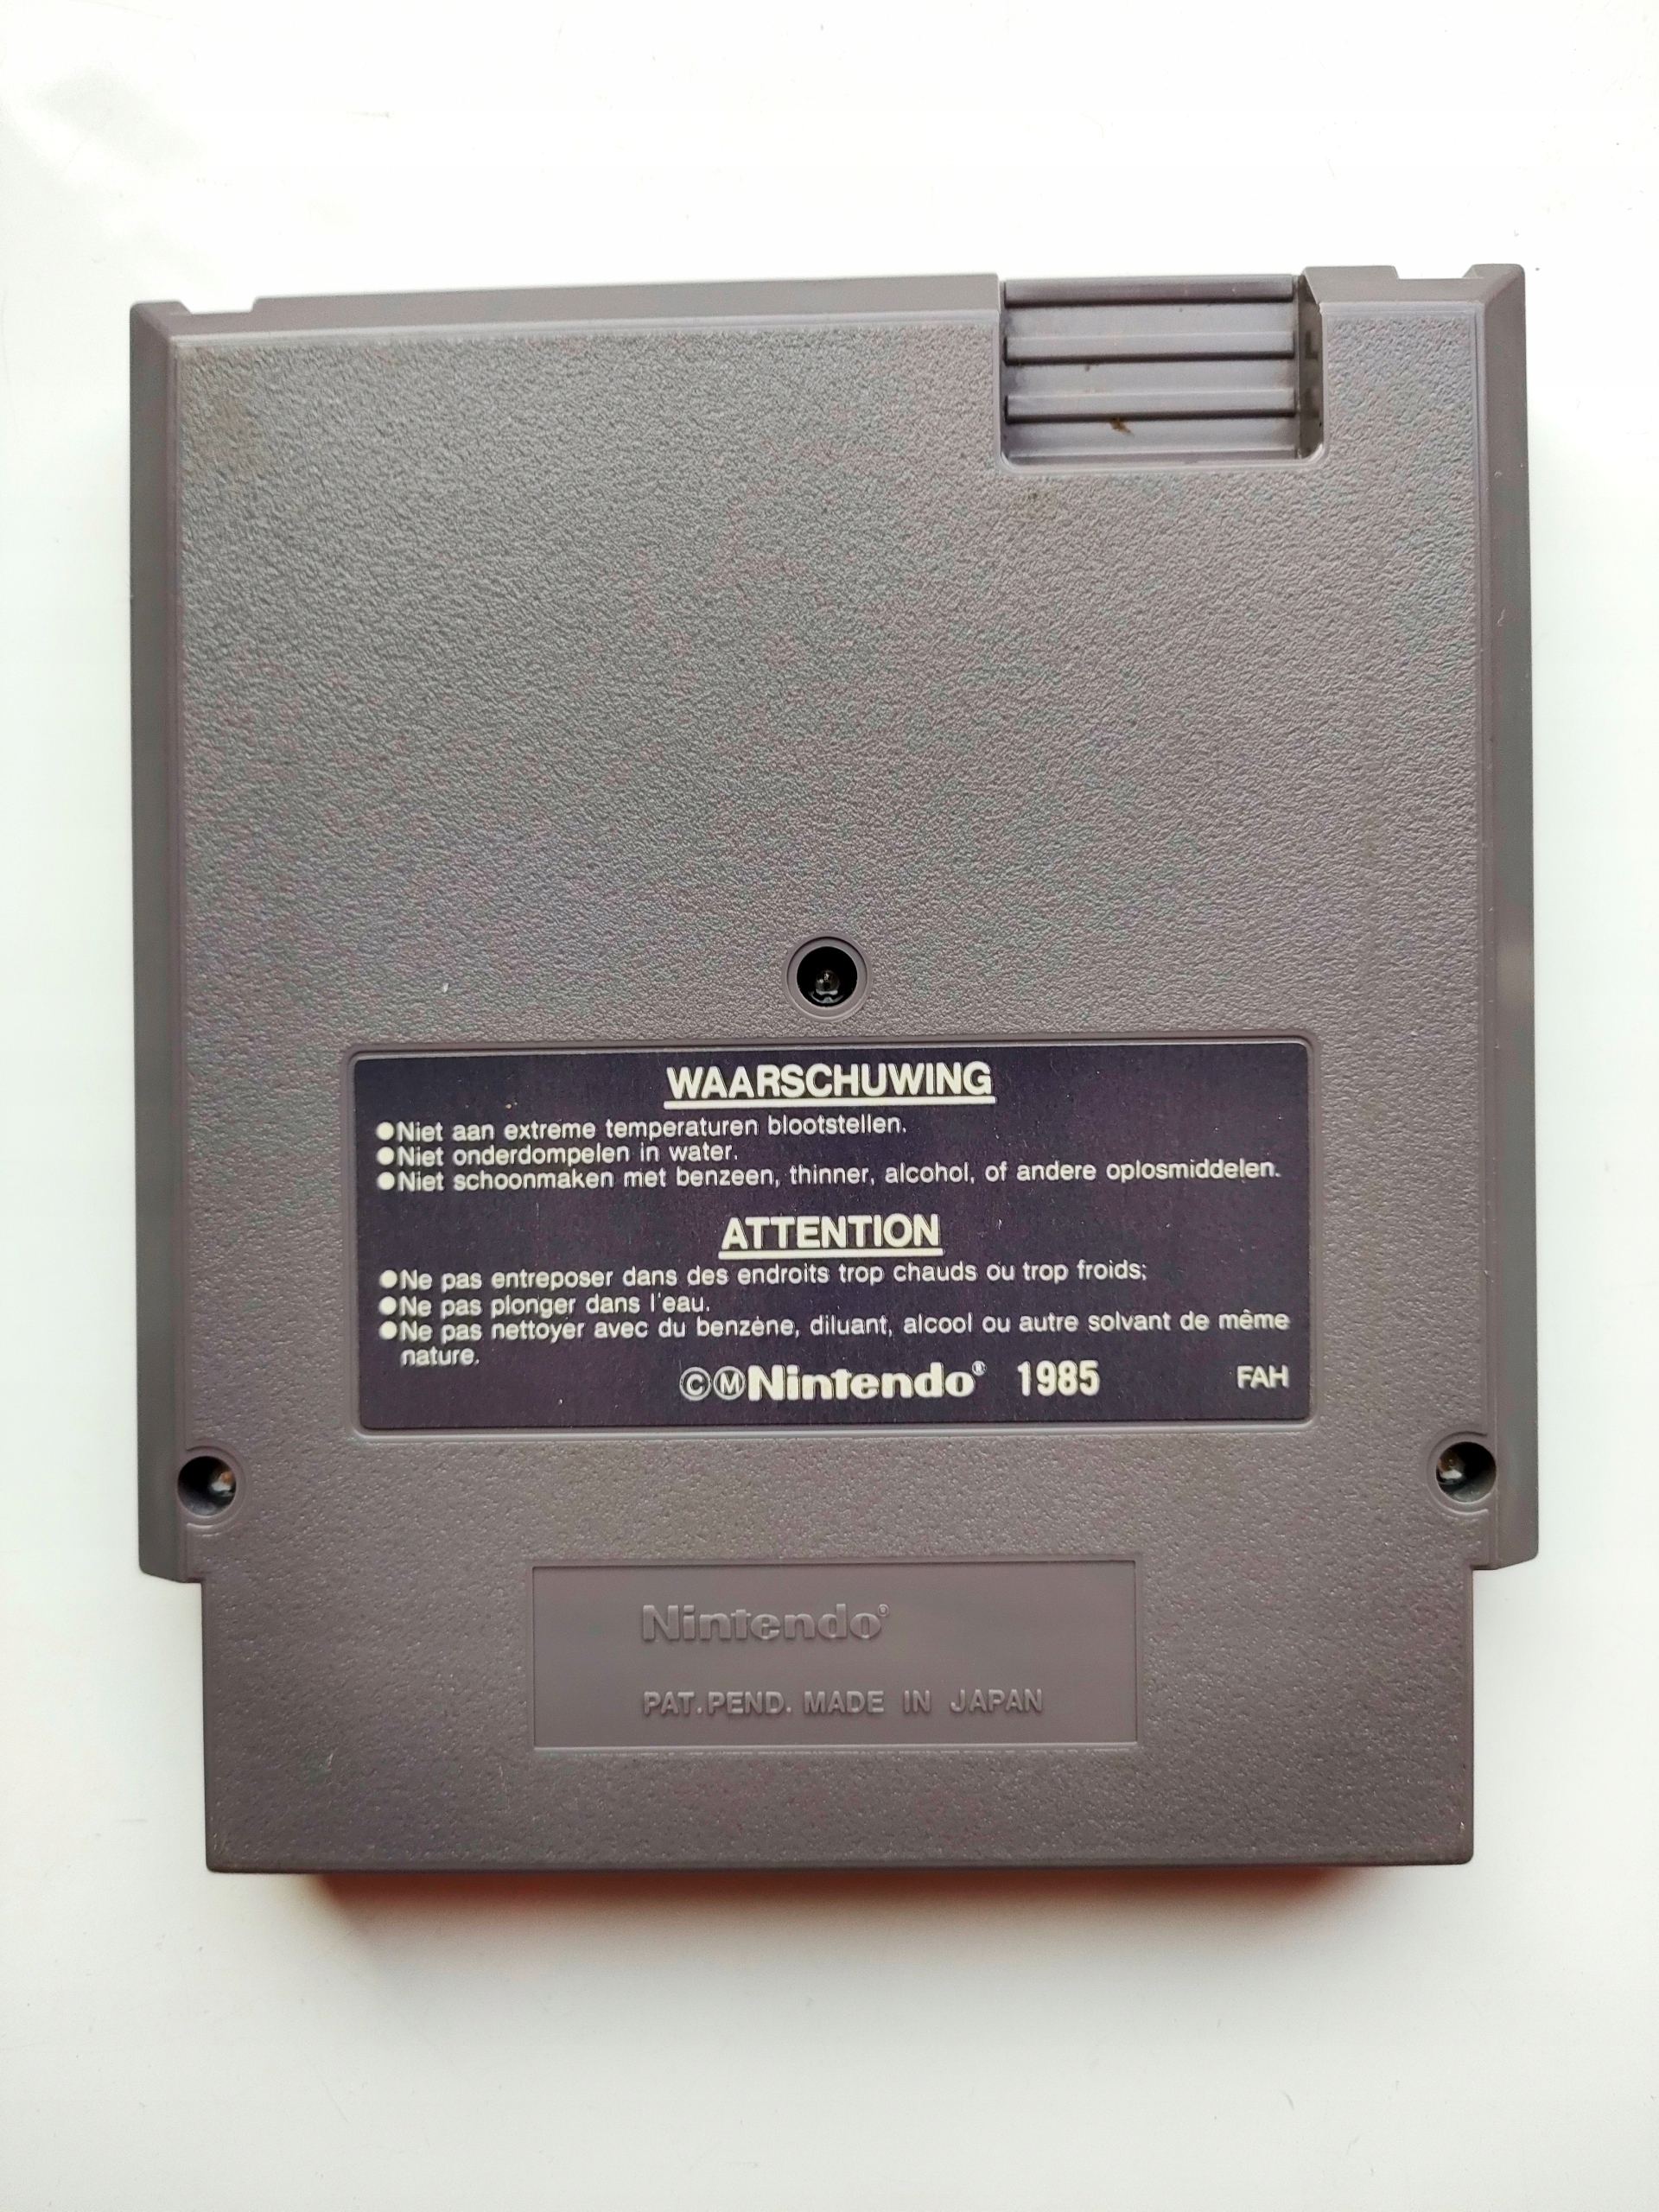 WAARSCHUWING
●Niet aan extreme temperaturen blootstellen.
●Niet onderdompelen in water.
●Niet schoonmaken met benzeen, thinner, alcohol, of andere oplosmiddelen.
ATTENTION
●Ne pas entreposer dans des endroits trop chauds ou trop froids;
●Ne pas plonger dans l'eau.
●Ne pas nettoyer avec du benzène, diluant, alcool ou autre solvant de même
nature.
©ⓂNintendo® 1985 FAH
Nintendo®
PAT.PEND. MADE IN JAPAN